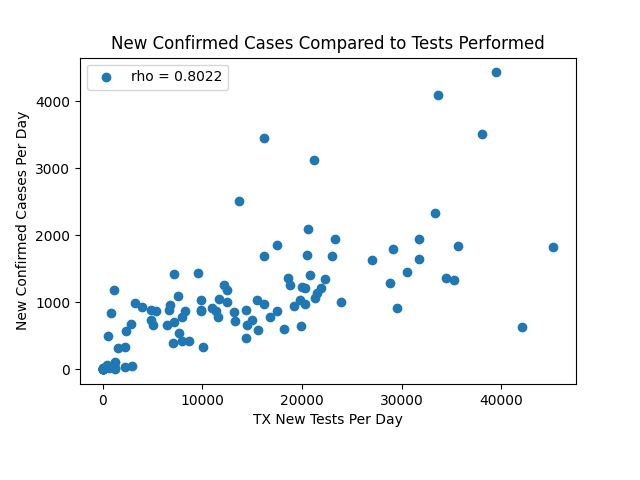 New Confirmed Cases Compared to Tests Performed
rho = 0.8022
New Confirmed Caeses Per Day
4000
3000
2000
1000
0
0 10000 20000 30000 40000
TX New Tests Per Day